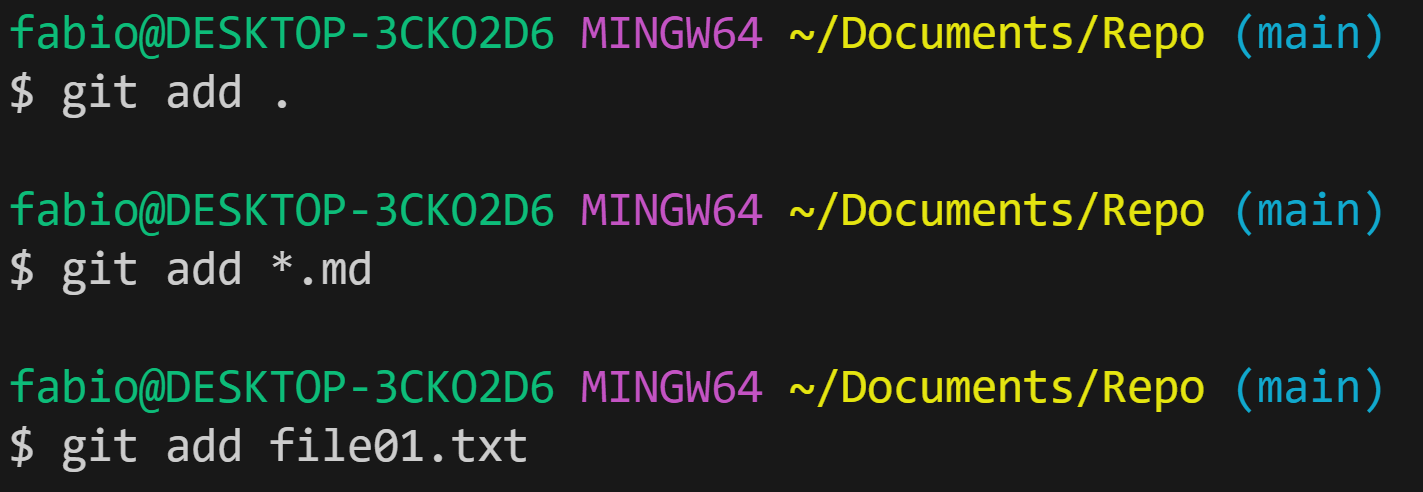 fabio@DESKTOP-3CKO2D6 MINGW64 ~/Documents/Repo (main)
$ git add .
fabio@DESKTOP-3CKO2D6 MINGW64 ~/Documents/Repo (main)
$ git add *.md
fabio@DESKTOP-3CKO2D6 MINGW64 ~/Documents/Repo (main)
$ git add file01.txt